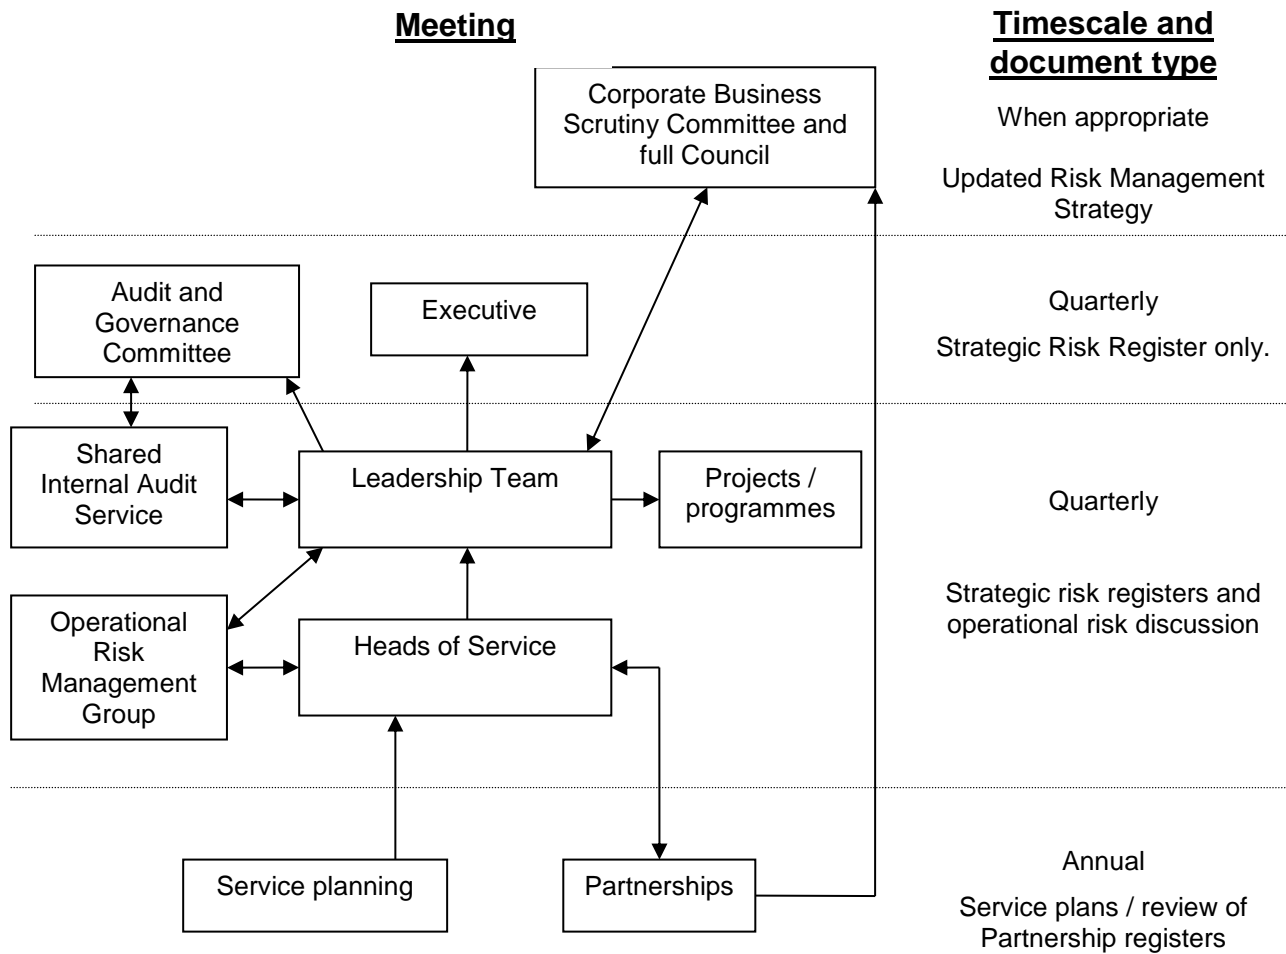 Meeting
Timescale and
document type
Corporate Business
Scrutiny Committee and
full Council
When appropriate
Updated Risk Management
Strategy
Audit and
Governance
Committee
Executive
Quarterly
Strategic Risk Register only.
Shared
Internal Audit
Service
Leadership Team
Projects /
programmes
Quarterly
Operational
Risk
Management
Group
Heads of Service
Strategic risk registers and
operational risk discussion
Service planning
Partnerships
Annual
Service plans / review of
Partnership registers